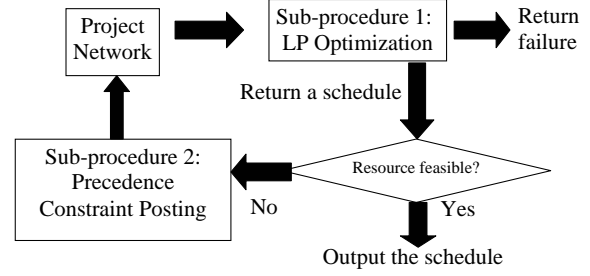 Project
Network
Sub-procedure 1:
LP Optimization
Return
failure
Return a schedule
Sub-procedure 2:
Precedence
Constraint Posting
Resource feasible?
No
Yes
Output the schedule